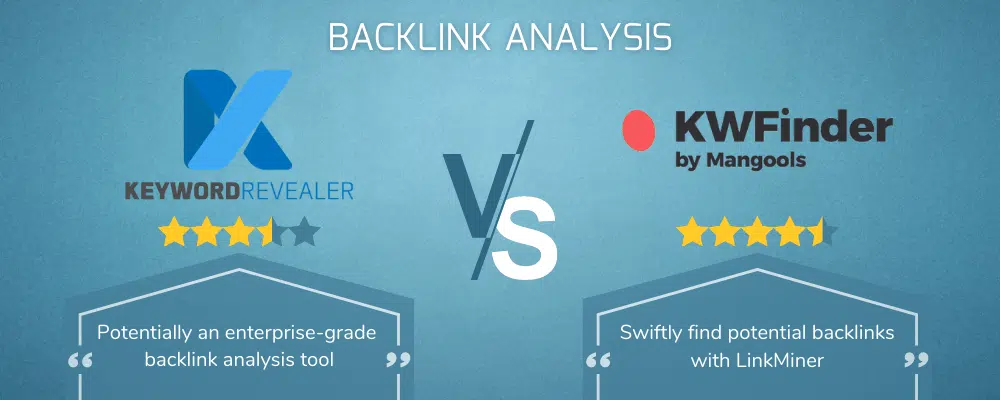 BACKLINK ANALYSIS
KEYWORDREVEALER
VS
KWFinder
by Mangools
“ Potentially an enterprise-grade
backlink analysis tool ”
“ Swiftly find potential backlinks
with LinkMiner ”